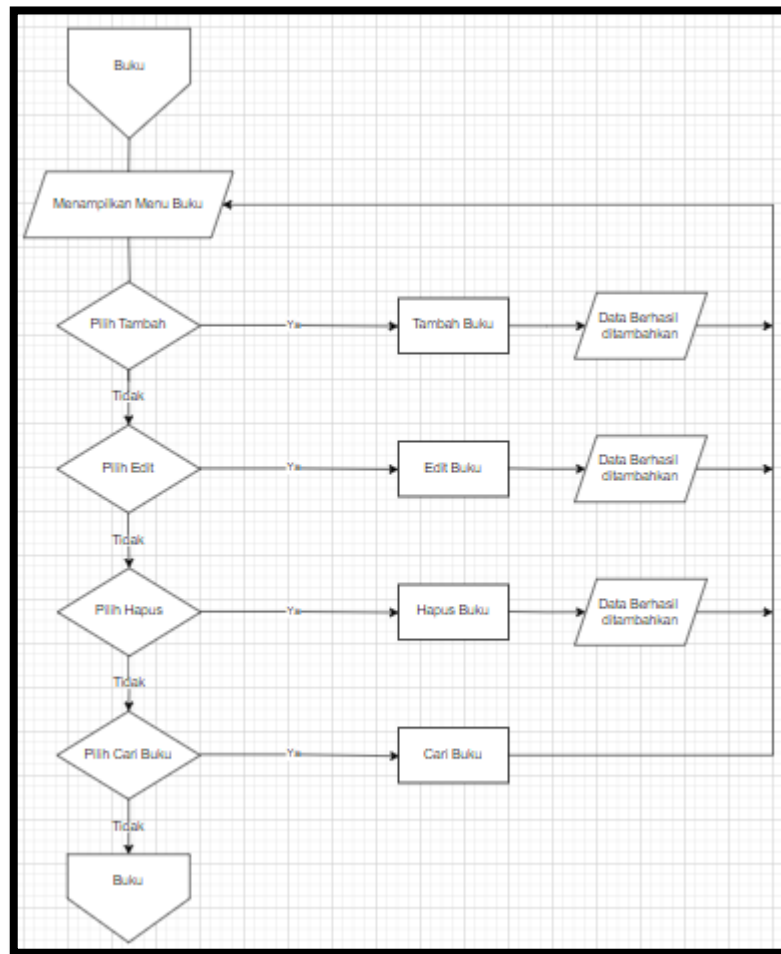 Buku
Menampilkan Menu Buku
Pilih Tambah
Ya
Tambah Buku
Data Berhasil
ditambahkan
Tidak
Pilih Edit
Ya
Edit Buku
Data Berhasil
ditambahkan
Tidak
Pilih Hapus
Ya
Hapus Buku
Data Berhasil
ditambahkan
Tidak
Pilih Cari Buku
Ya
Cari Buku
Tidak
Buku